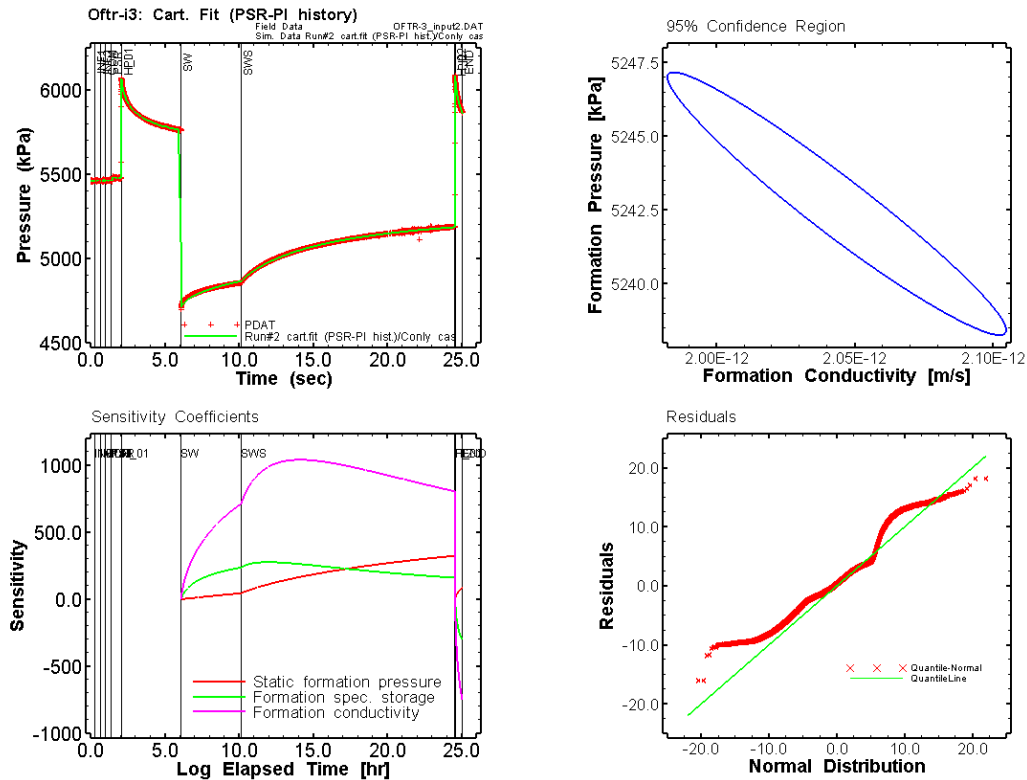 Oftr-i3: Cart. Fit (PSR-PI history)
OFTR-3_input2.DAT
Field Data
Sim. Data Run#2 cart.fit (PSR-PI hist.)/Conly cas
HP01
SW
SWS
END
6000
5500
5000
4500
Pressure (kPa)
PDAT
Run#2 cart.fit (PSR-PI hist.)/Conly cas
0.0 5.0 10.0 15.0 20.0 25.0
Time (sec)
95% Confidence Region
5247.5
5245.0
5242.5
5240.0
Formation Pressure [kPa]
2.00E-12 2.05E-12 2.10E-12
Formation Conductivity [m/s]
Sensitivity Coefficients
SW
SWS
1000
500.0
0.0
-500
-1000
Sensitivity
Static formation pressure
Formation spec. storage
Formation conductivity
0.0 5.0 10.0 15.0 20.0 25.0
Log Elapsed Time [hr]
Residuals
20.0
10.0
0.0
-10.0
-20.0
Residuals
Quantile-Normal
QuantileLine
-20.0 -10.0 0.0 10.0 20.0
Normal Distribution